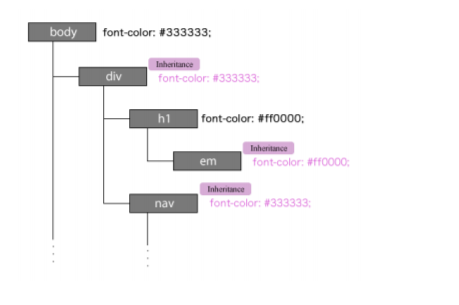 body font-color: #333333;
Inheritance
div font-color: #333333;
h1 font-color: #ff0000;
Inheritance
em font-color: #ff0000;
Inheritance
nav font-color: #333333;